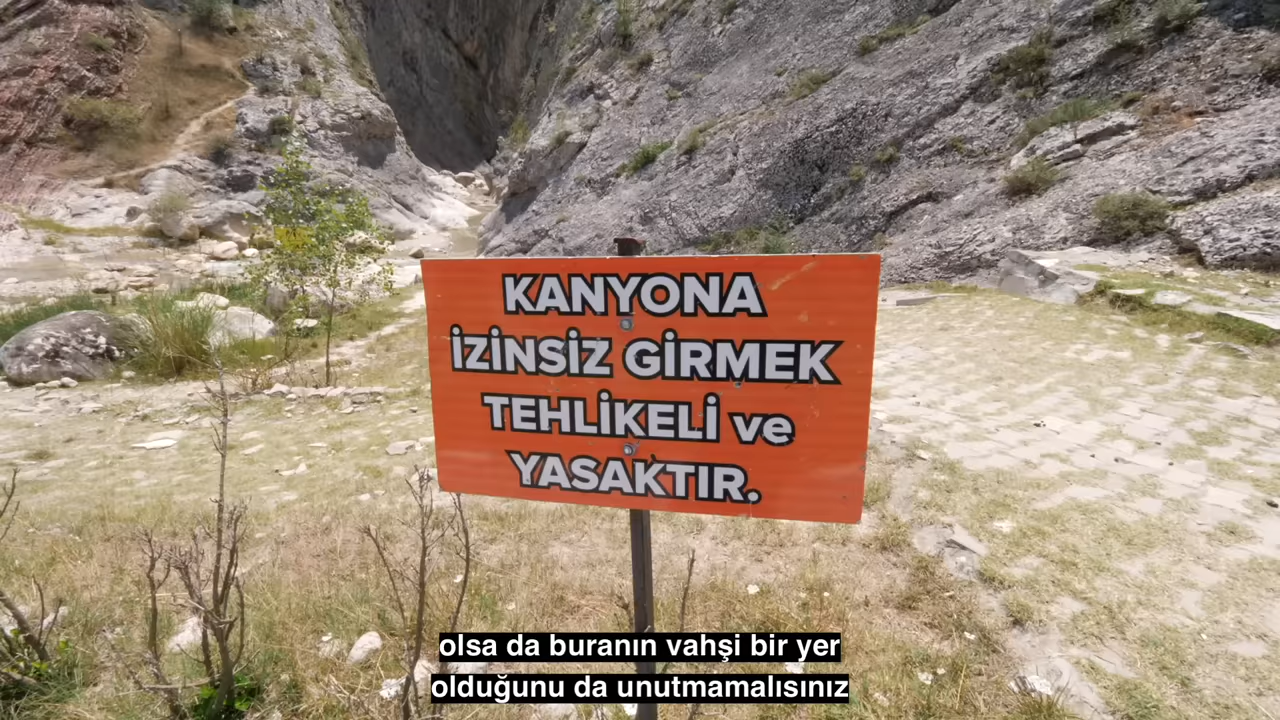 KANYONA
İZİNSİZ GİRMEK
TEHLİKELİ ve
YASAKTIR.
olsa da buranın vahşi bir yer
olduğunu da unutmamalısınız